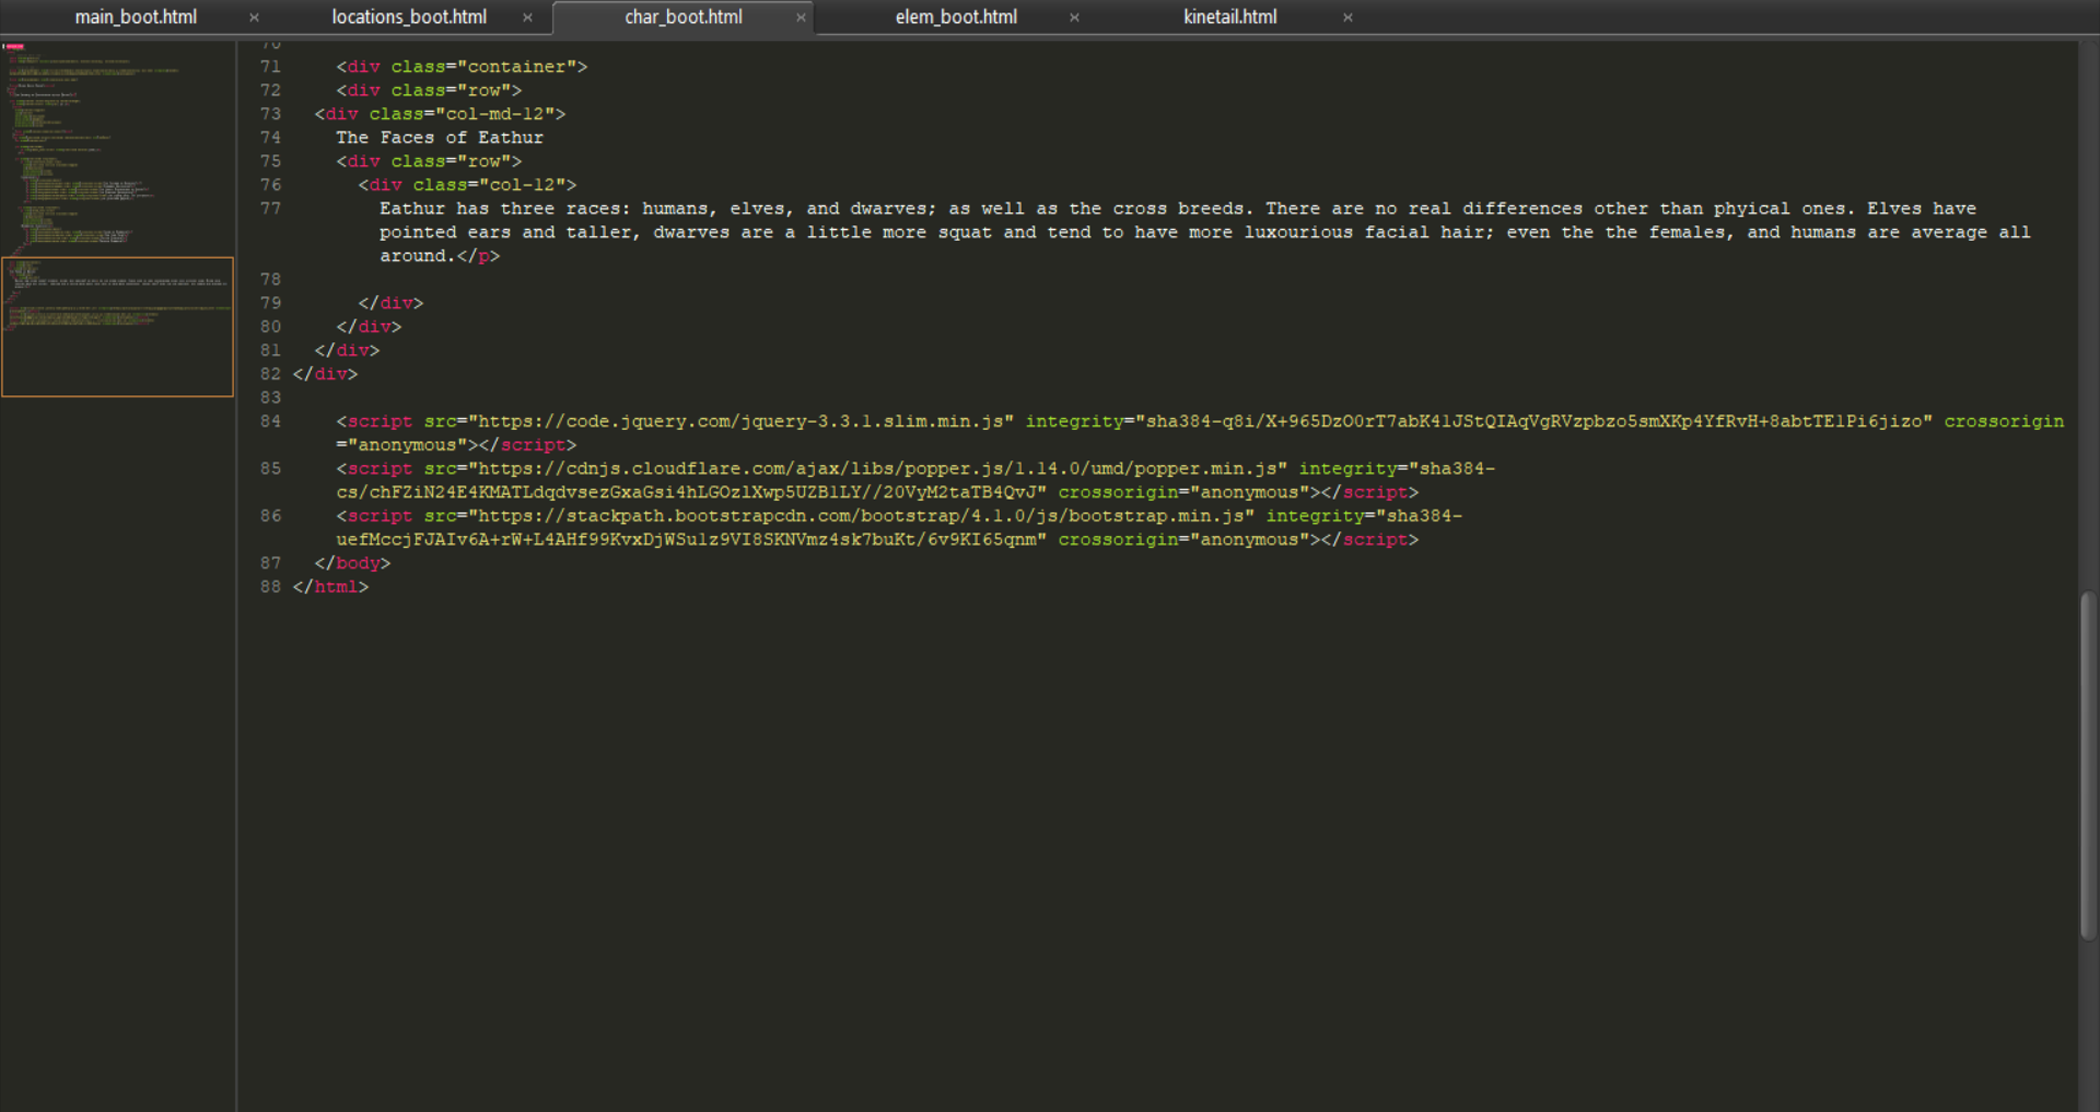 main_boot.html × locations_boot.html × char_boot.html × elem_boot.html × kinetail.html ×
70
71 <div class="container">
72 <div class="row">
73 <div class="col-md-12">
74 The Faces of Eathur
75 <div class="row">
76 <div class="col-12">
77 Eathur has three races: humans, elves, and dwarves; as well as the cross breeds. There are no real differences other than phyical ones. Elves have
pointed ears and taller, dwarves are a little more squat and tend to have more luxourious facial hair; even the the females, and humans are average all
around.</p>
78
79 </div>
80 </div>
81 </div>
82 </div>
83
84 <script src="https://code.jquery.com/jquery-3.3.1.slim.min.js" integrity="sha384-q8i/X+965DzO0rT7abK41JStQIAqVgRVzpbzo5smXKp4YfRvH+8abtTE1Pi6jizo" crossorigin
="anonymous"></script>
85 <script src="https://cdnjs.cloudflare.com/ajax/libs/popper.js/1.14.0/umd/popper.min.js" integrity="sha384-
cs/chFZiN24E4KMATLdqdvsezGxaGsi4hLGOzlXwp5UZB1LY//20VyM2taTB4QvJ" crossorigin="anonymous"></script>
86 <script src="https://stackpath.bootstrapcdn.com/bootstrap/4.1.0/js/bootstrap.min.js" integrity="sha384-
uefMccjFJAIv6A+rW+L4AHf99KvxDjWSu1z9VI8SKNVmz4sk7buKt/6v9KI65qnm" crossorigin="anonymous"></script>
87 </body>
88 </html>